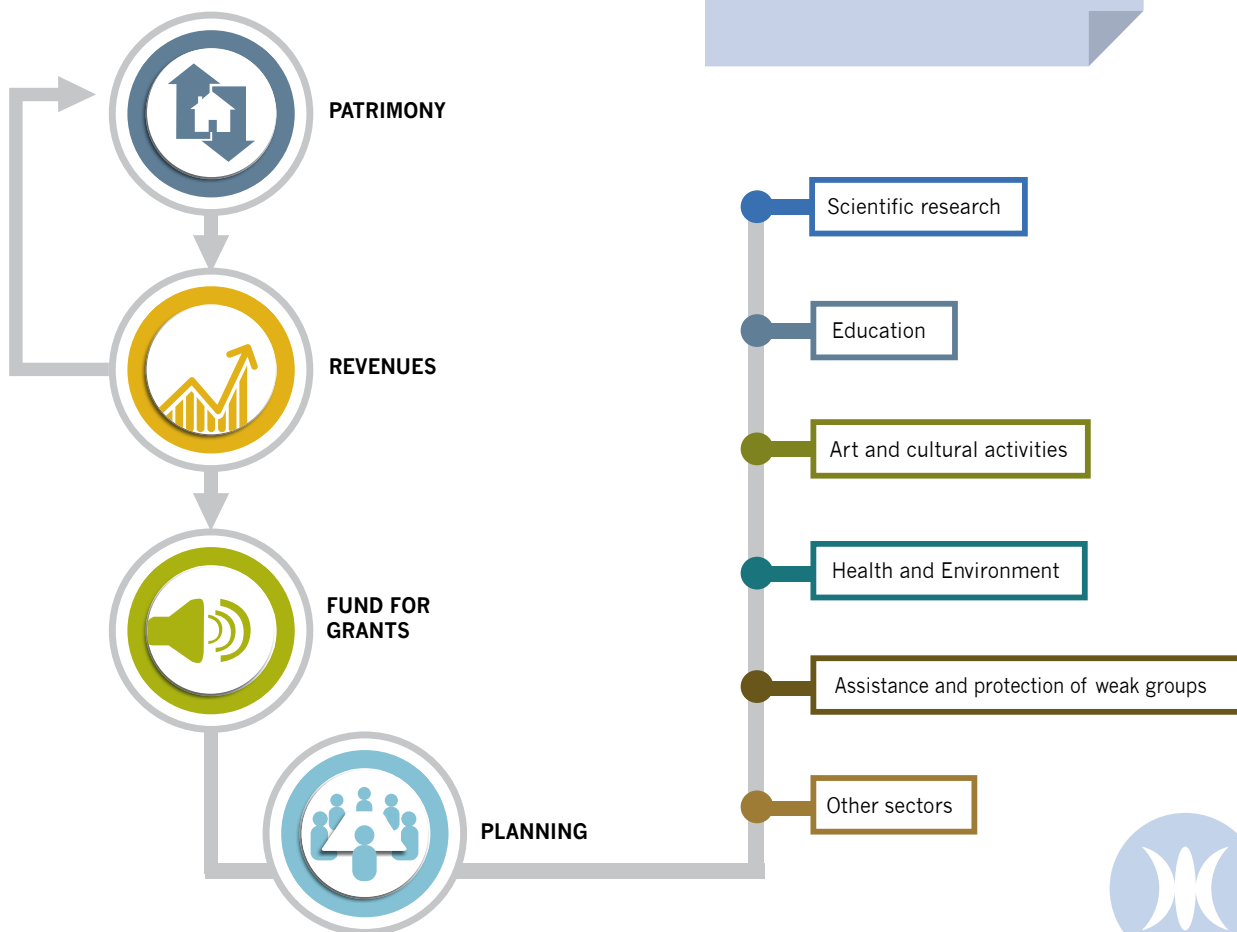 PATRIMONY
REVENUES
FUND FOR
GRANTS
PLANNING
Scientific research
Education
Art and cultural activities
Health and Environment
Assistance and protection of weak groups
Other sectors